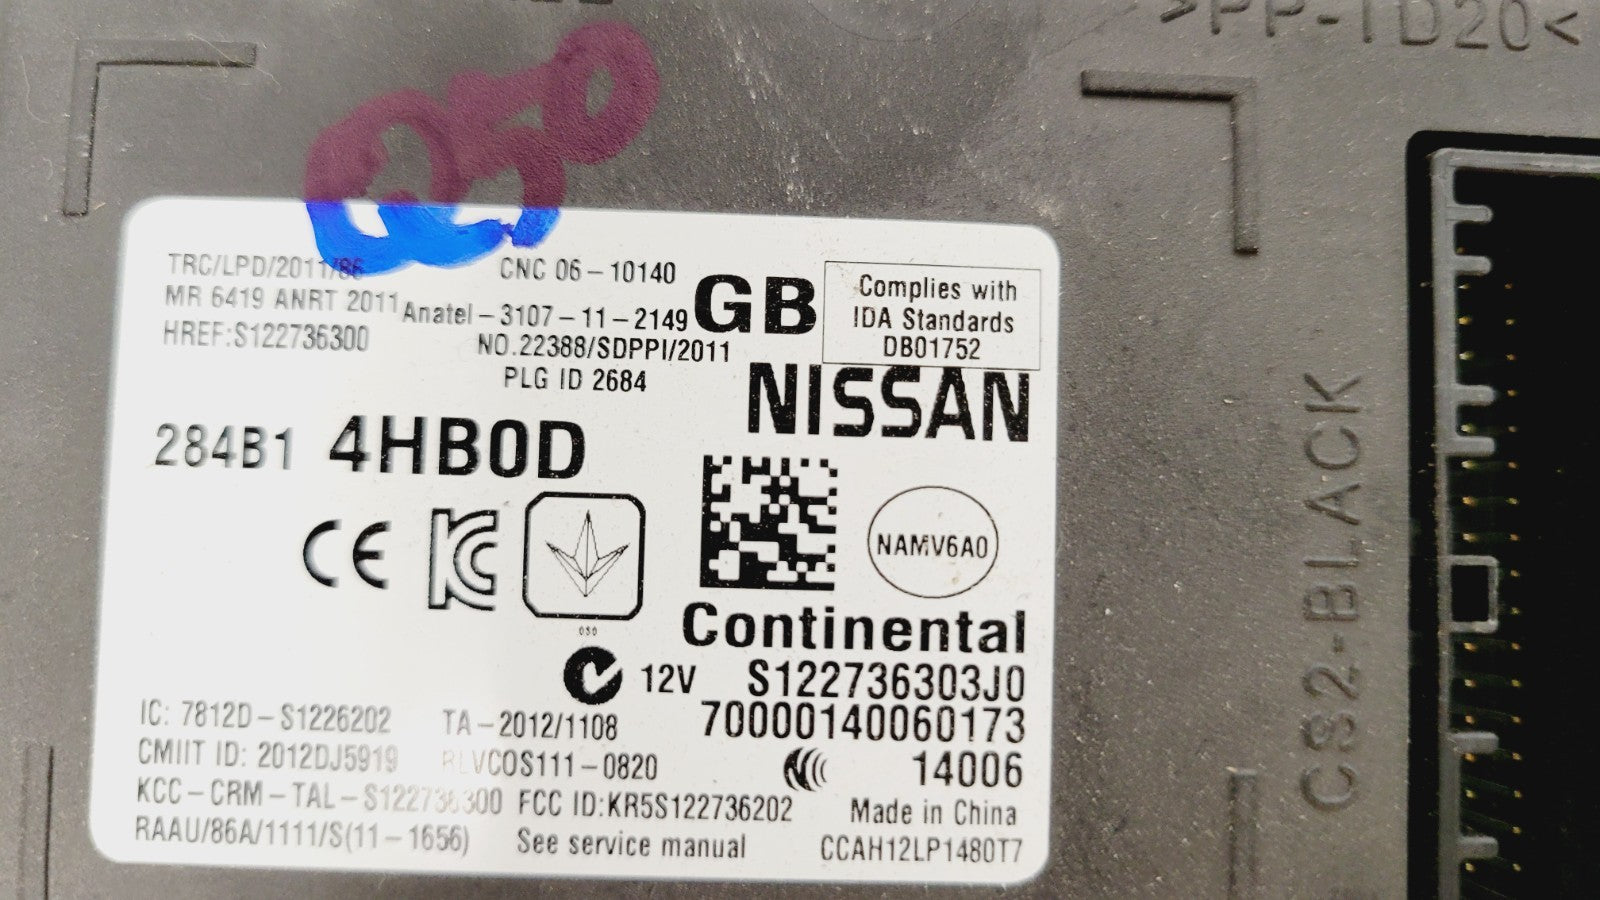 >PP-TD20<
Q50
TRC/LPD/2011/86
CNC 06-10140
MR 6419 ANRT 2011
Anatel-3107-11-2149
HREF:S122736300
NO.22388/SDPPI/2011
PLG ID 2684
GB
Complies with
IDA Standards
DB01752
NISSAN
284B1 4HB0D
CE
NAMV6A0
Continental
12V
S122736303J0
70000140060173
14006
IC: 7812D-S1226202
TA-2012/1108
CMIIT ID: 2012DJ5919
RLVCOS111-0820
KCC-CRM-TAL-S122736300
FCC ID:KR5S122736202
Made in China
RAAU/86A/1111/S(11-1656)
See service manual
CCAH12LP1480T7
CS2-BLACK